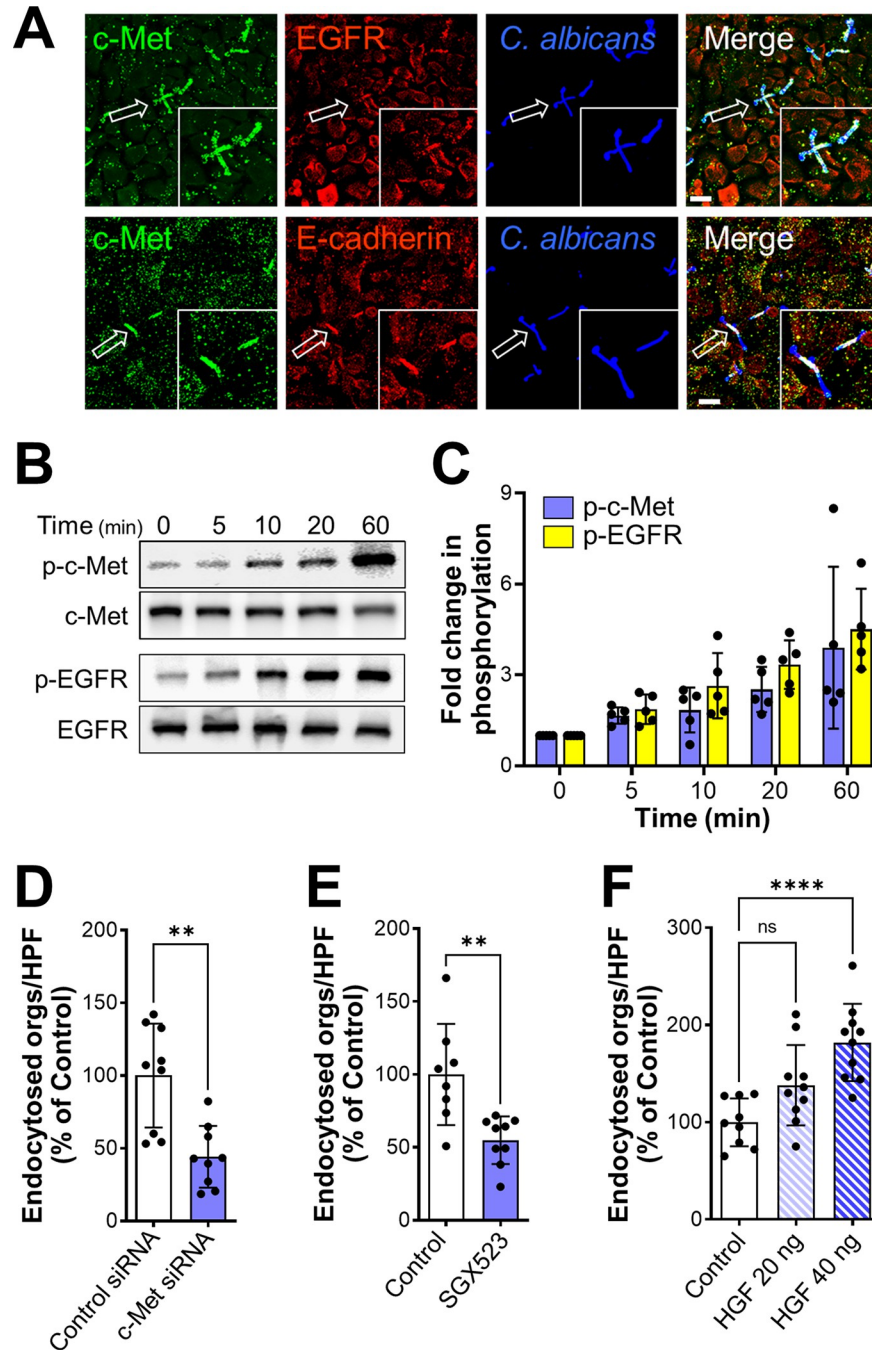 A
c-Met EGFR C. albicans Merge
c-Met E-cadherin C. albicans Merge
B
Time (min) 0 5 10 20 60
p-c-Met
c-Met
p-EGFR
EGFR
C
Fold change in
phosphorylation
9
6
3
0
p-c-Met
p-EGFR
0 5 10 20 60
Time (min)
D
Endocytosed orgs/HPF
(% of Control)
200
150
100
50
0
**
Control siRNA
c-Met siRNA
E
Endocytosed orgs/HPF
(% of Control)
200
150
100
50
0
**
Control
SGX523
F
Endocytosed orgs/HPF
(% of Control)
300
200
100
0
****
ns
Control
HGF 20 ng
HGF 40 ng